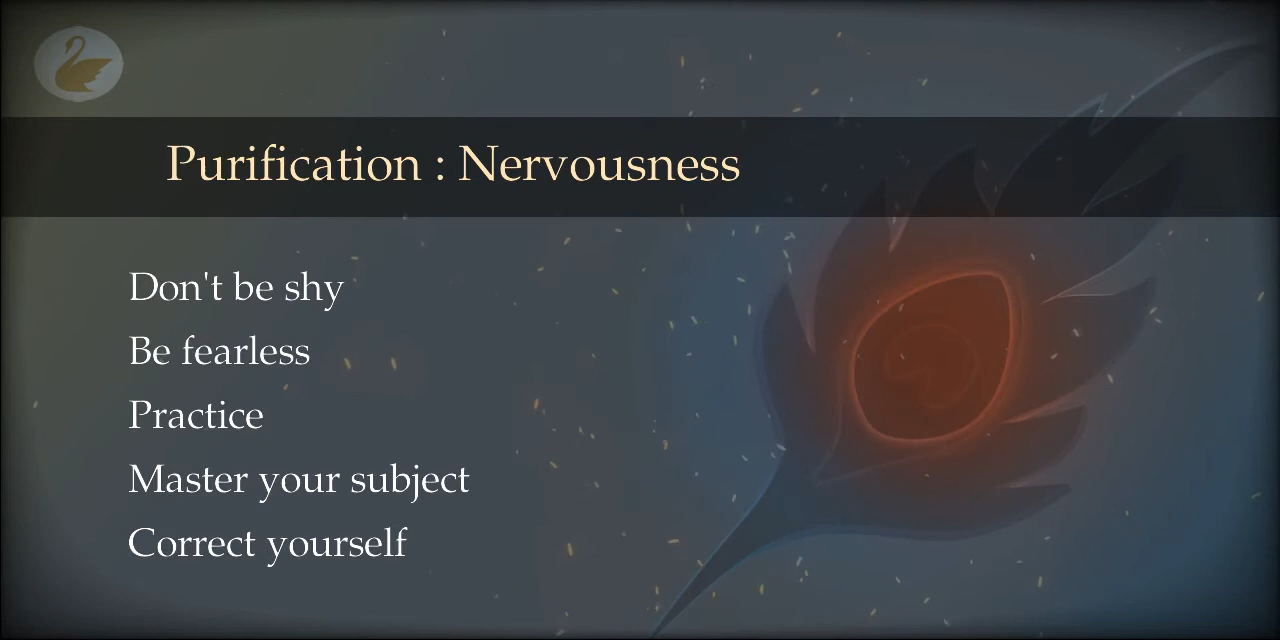 Purification : Nervousness
Don't be shy
Be fearless
Practice
Master your subject
Correct yourself